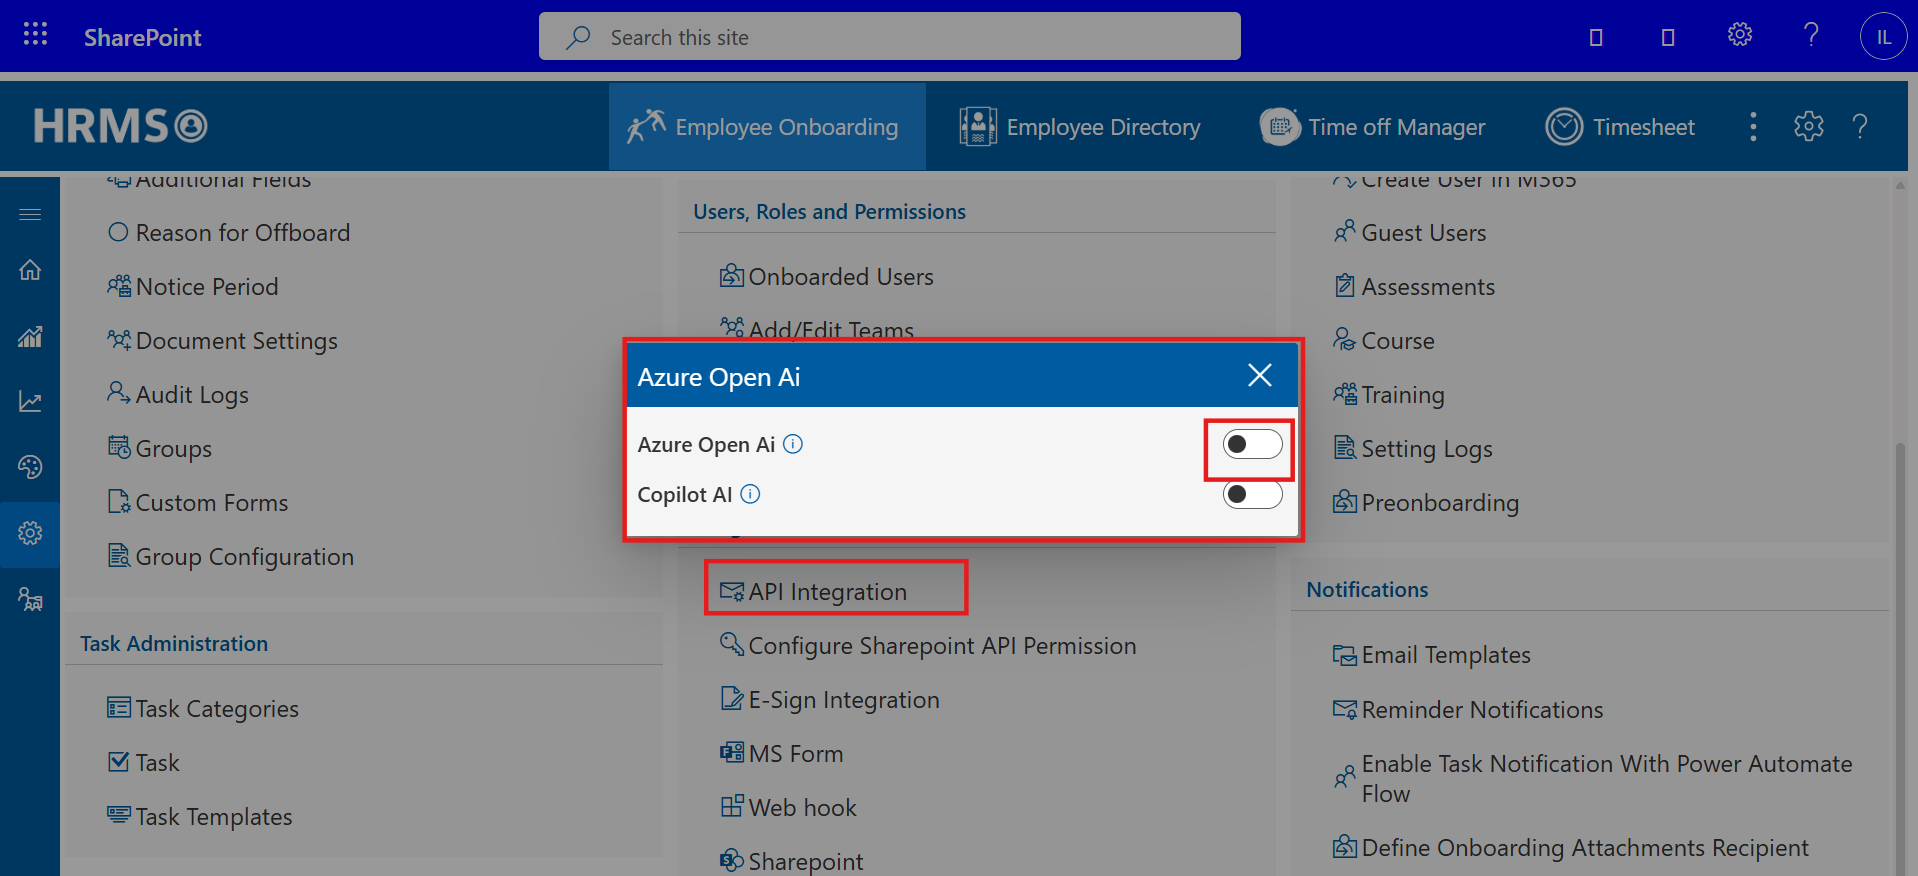 SharePoint
Search this site
IL
HRMS
Employee Onboarding
Employee Directory
Time off Manager
Timesheet
Additional Fields
Reason for Offboard
Notice Period
Document Settings
Audit Logs
Groups
Custom Forms
Group Configuration
Task Administration
Task Categories
Task
Task Templates
Users, Roles and Permissions
Onboarded Users
Add/Edit Teams
Azure Open Ai
Azure Open Ai
Copilot AI
API Integration
Configure Sharepoint API Permission
E-Sign Integration
MS Form
Web hook
Sharepoint
Create User in M365
Guest Users
Assessments
Course
Training
Setting Logs
Preonboarding
Notifications
Email Templates
Reminder Notifications
Enable Task Notification With Power Automate
Flow
Define Onboarding Attachments Recipient